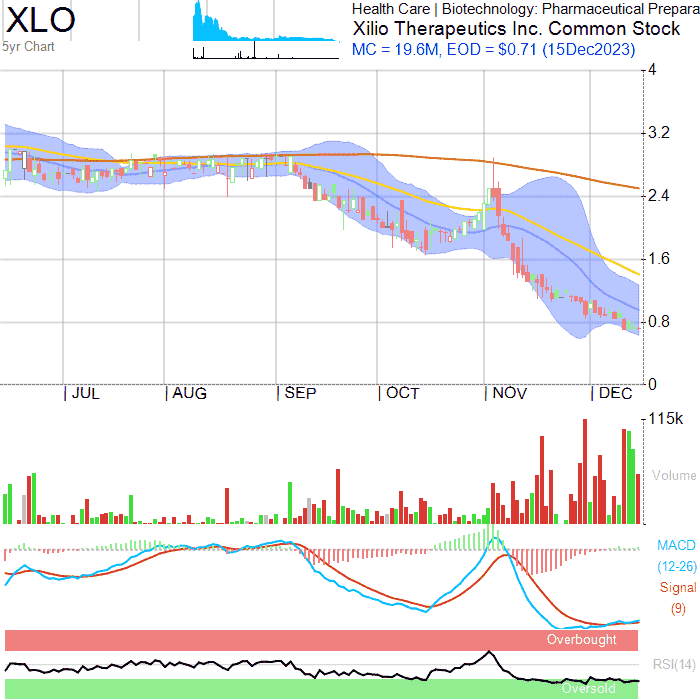 XLO
5yr Chart
Health Care | Biotechnology: Pharmaceutical Prepara
Xilio Therapeutics Inc. Common Stock
MC = 19.6M, EOD = $0.71 (15Dec2023)
4
3.2
2.4
1.6
0.8
0
| JUL
| AUG
| SEP
| OCT
| NOV
| DEC
115k
Volume
MACD
(12-26)
Signal
(9)
Overbought
RSI(14)
Oversold